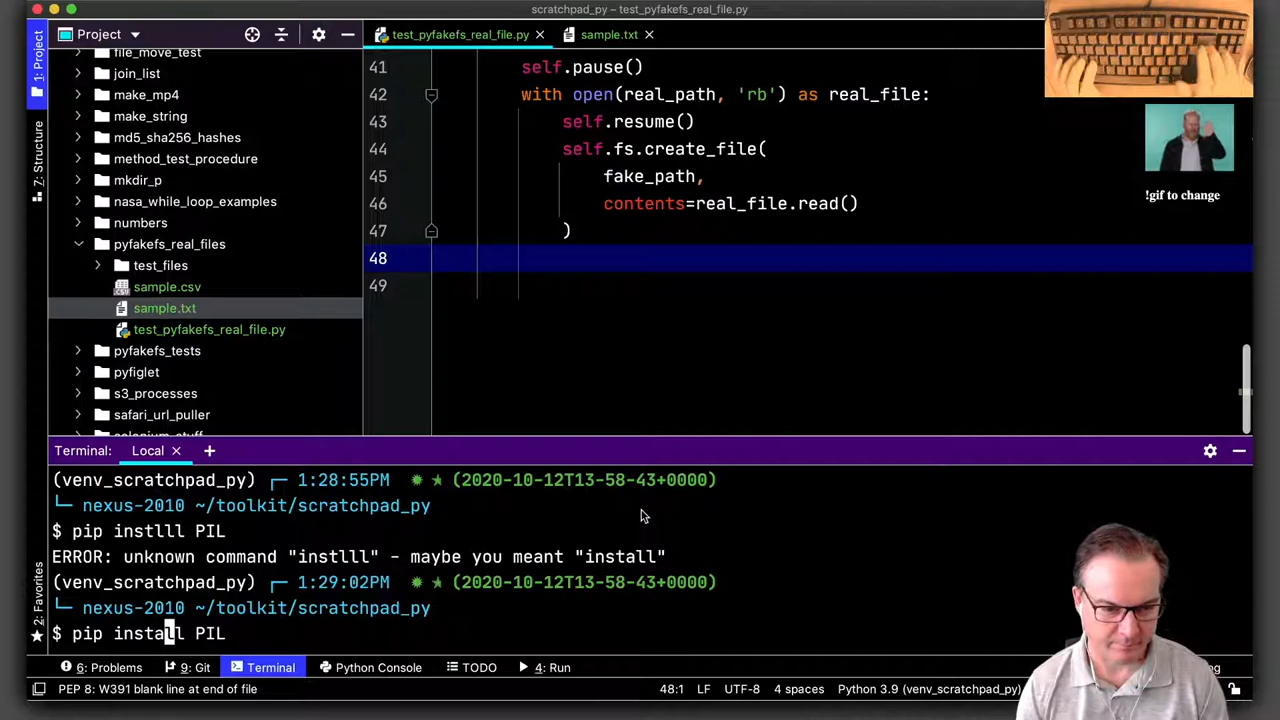 scratchpad_py – test_pyfakefs_real_file.py
1: Project
7: Structure
2: Favorites
Project
file_move_test
join_list
make_mp4
make_string
md5_sha256_hashes
method_test_procedure
mkdir_p
nasa_while_loop_examples
numbers
pyfakefs_real_files
test_files
sample.csv
sample.txt
test_pyfakefs_real_file.py
pyfakefs_tests
pyfiglet
s3_processes
safari_url_puller
test_pyfakefs_real_file.py
sample.txt
41 self.pause()
42 with open(real_path, 'rb') as real_file:
43 self.resume()
44 self.fs.create_file(
45 fake_path,
46 contents=real_file.read()
47 )
48
49
!gif to change
Terminal: Local +
(venv_scratchpad_py) ┌─ 1:28:55PM ✹ ★ (2020-10-12T13-58-43+0000)
└─ nexus-2010 ~/toolkit/scratchpad_py
$ pip instlll PIL
ERROR: unknown command "instlll" - maybe you meant "install"
(venv_scratchpad_py) ┌─ 1:29:02PM ✹ ★ (2020-10-12T13-58-43+0000)
└─ nexus-2010 ~/toolkit/scratchpad_py
$ pip install PIL
6: Problems 9: Git Terminal Python Console TODO 4: Run
PEP 8: W391 blank line at end of file 48:1 LF UTF-8 4 spaces Python 3.9 (venv_scratchpad_py)